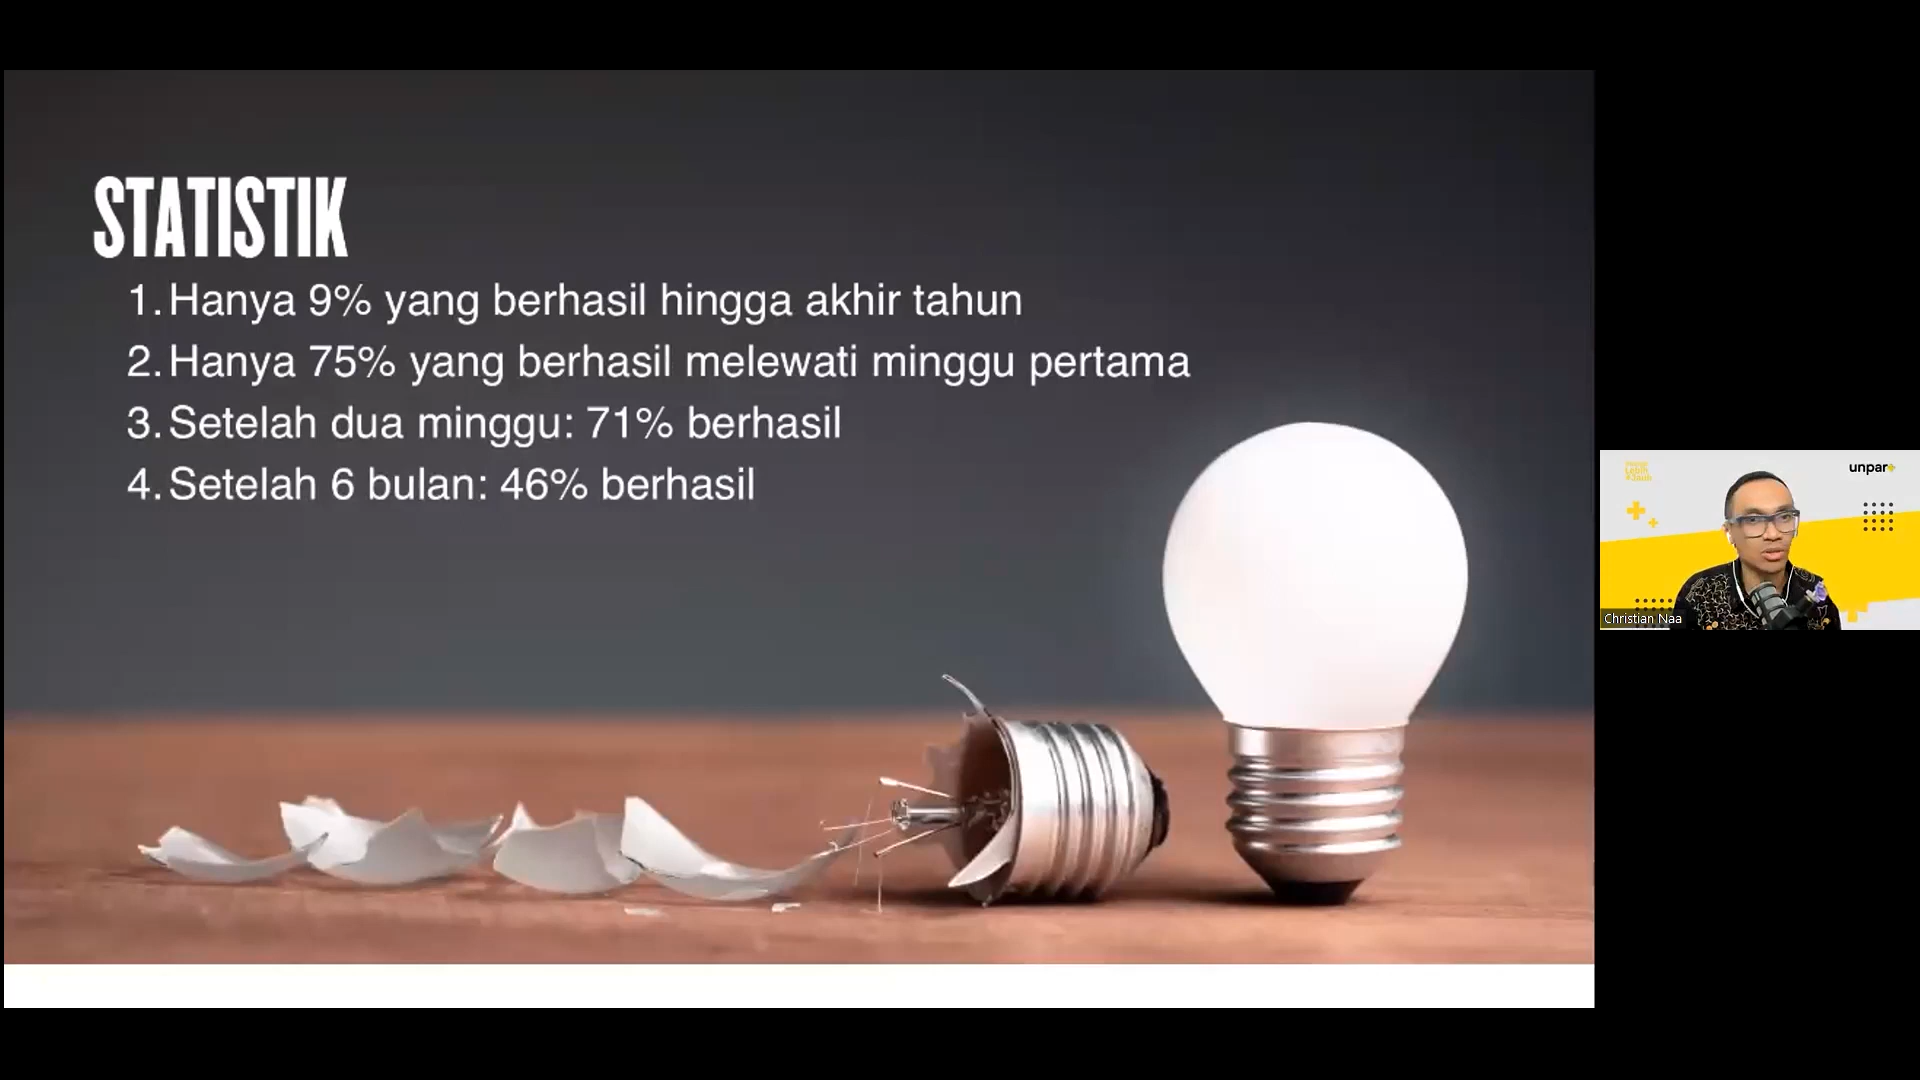 STATISTIK
1. Hanya 9% yang berhasil hingga akhir tahun
2. Hanya 75% yang berhasil melewati minggu pertama
3. Setelah dua minggu: 71% berhasil
4. Setelah 6 bulan: 46% berhasil
unpar+
Christian Naa